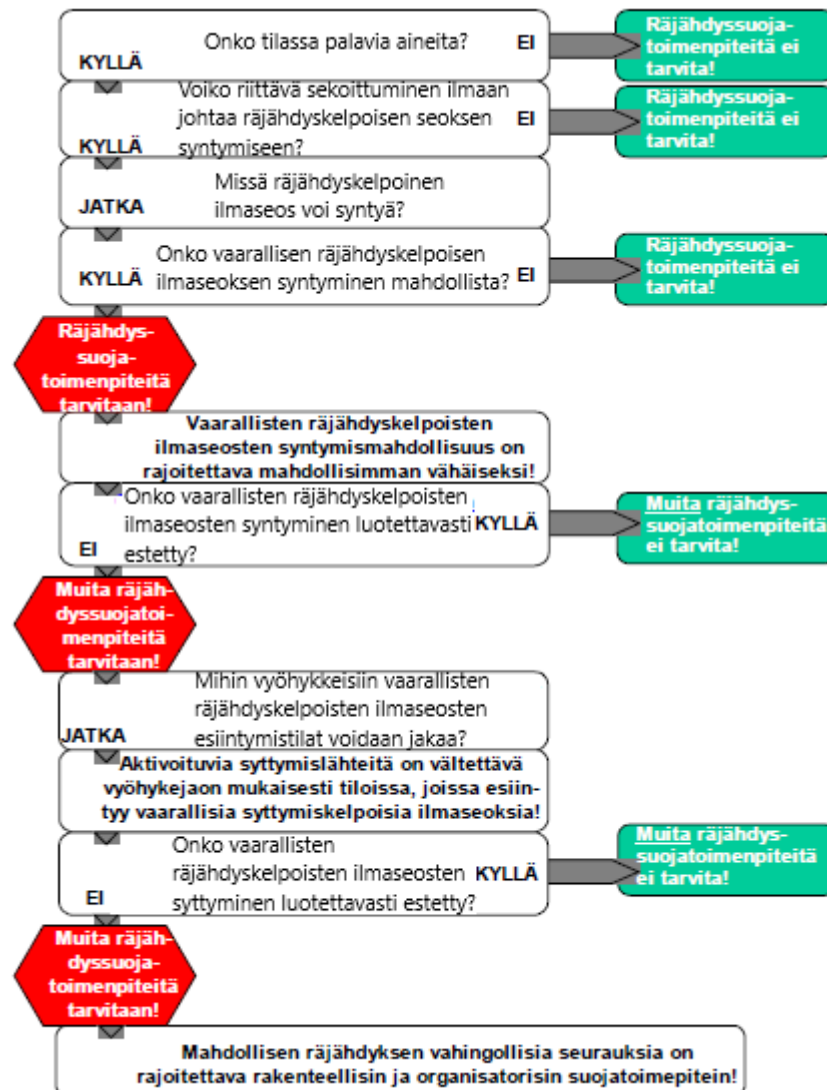 Onko tilassa palavia aineita?
EI
KYLLÄ
Räjähdyssuoja-
toimenpiteitä ei
tarvita!
Voiko riittävä sekoittuminen ilmaan
johtaa räjähdyskelpoisen seoksen
syntymiseen?
EI
KYLLÄ
Räjähdyssuoja-
toimenpiteitä ei
tarvita!
Missä räjähdyskelpoinen
ilmaseos voi syntyä?
JATKA
Onko vaarallisen räjähdyskelpoisen
ilmaseoksen syntyminen mahdollista?
EI
KYLLÄ
Räjähdyssuoja-
toimenpiteitä ei
tarvita!
Räjähdys-
suoja-
toimenpiteitä
tarvitaan!
Vaarallisten räjähdyskelpoisten
ilmaseosten syntymismahdollisuus on
rajoitettava mahdollisimman vähäiseksi!
Onko vaarallisten räjähdyskelpoisten
ilmaseosten syntyminen luotettavasti
estetty?
KYLLÄ
EI
Muita räjähdys-
suojatoimenpiteitä
ei tarvita!
Muita räjäh-
dyssuojatoi-
menpiteitä
tarvitaan!
Mihin vyöhykkeisiin vaarallisten
räjähdyskelpoisten ilmaseosten
esiintymistilat voidaan jakaa?
JATKA
Aktivoituvia syttymislähteitä on vältettävä
vyöhykejaon mukaisesti tiloissa, joissa esiin-
tyy vaarallisia syttymiskelpoisia ilmaseoksia!
Onko vaarallisten
räjähdyskelpoisten ilmaseosten
syttyminen luotettavasti estetty?
KYLLÄ
EI
Muita räjähdys-
suojatoimenpiteitä
ei tarvita!
Muita räjäh-
dyssuoja-
toimenpiteitä
tarvitaan!
Mahdollisen räjähdyksen vahingollisia seurauksia on
rajoitettava rakenteellisin ja organisatorisin suojatoimepitein!